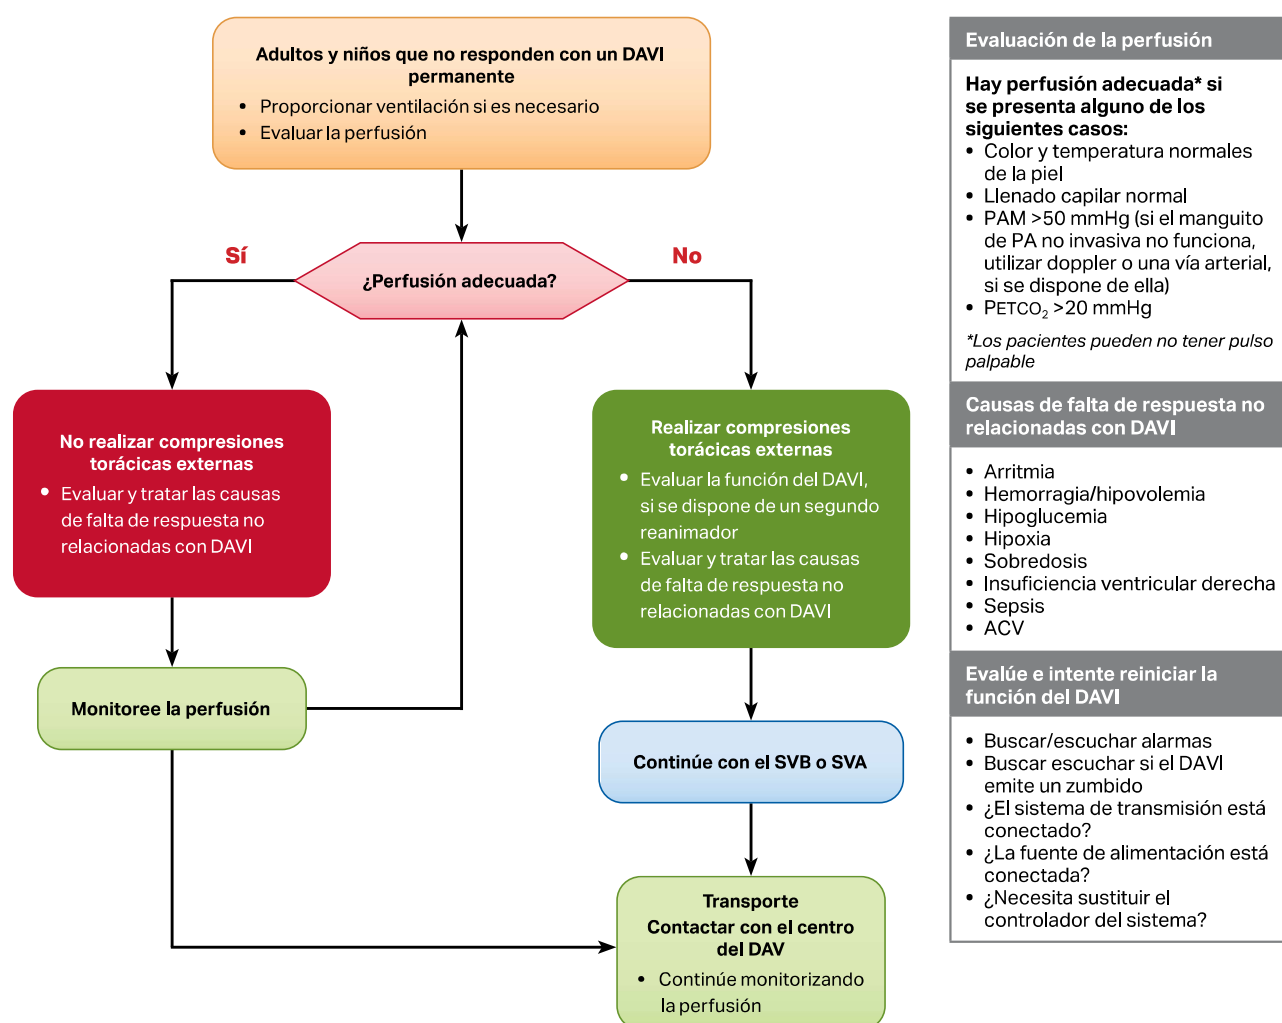 Adultos y niños que no responden con un DAVI
permanente
• Proporcionar ventilación si es necesario
• Evaluar la perfusión
Sí
¿Perfusión adecuada?
No
No realizar compresiones
torácicas externas
• Evaluar y tratar las causas
de falta de respuesta no
relacionadas con DAVI
Realizar compresiones
torácicas externas
• Evaluar la función del DAVI,
si se dispone de un segundo
reanimador
• Evaluar y tratar las causas
de falta de respuesta no
relacionadas con DAVI
Monitoree la perfusión
Continúe con el SVB o SVA
Transporte
Contactar con el centro
del DAV
• Continúe monitorizando
la perfusión
Evaluación de la perfusión
Hay perfusión adecuada* si
se presenta alguno de los
siguientes casos:
• Color y temperatura normales
de la piel
• Llenado capilar normal
• PAM >50 mmHg (si el manguito
de PA no invasiva no funciona,
utilizar doppler o una vía arterial,
si se dispone de ella)
• PETCO₂ >20 mmHg
*Los pacientes pueden no tener pulso
palpable
Causas de falta de respuesta no
relacionadas con DAVI
• Arritmia
• Hemorragia/hipovolemia
• Hipoglucemia
• Hipoxia
• Sobredosis
• Insuficiencia ventricular derecha
• Sepsis
• ACV
Evalúe e intente reiniciar la
función del DAVI
• Buscar/escuchar alarmas
• Buscar escuchar si el DAVI
emite un zumbido
• ¿El sistema de transmisión está
conectado?
• ¿La fuente de alimentación está
conectada?
• ¿Necesita sustituir el
controlador del sistema?